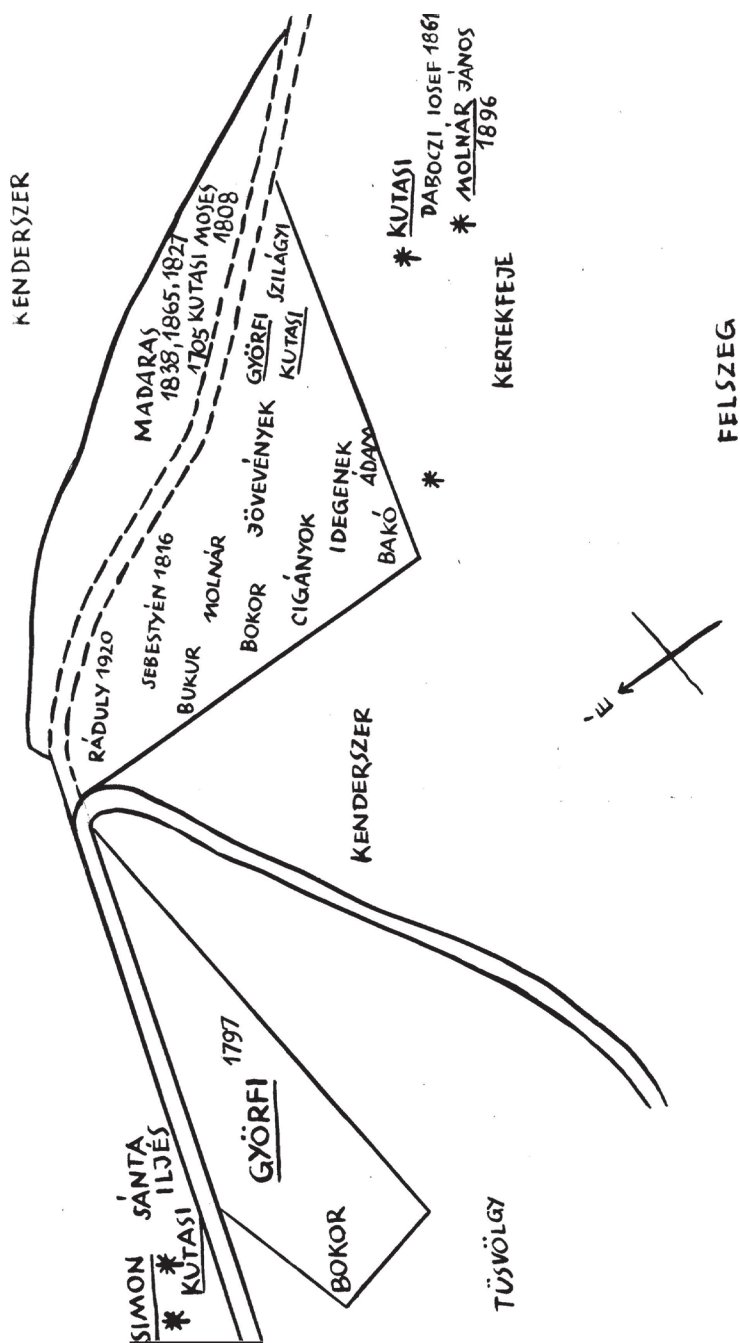 KENDERSZER
MADARAS
1838, 1865, 1827
1705 KUTASI MOSES
1808
RÁDULY 1920
SEBESTYÉN 1816
BUKUR
MOLNÁR
BOKOR
JÖVEVÉNYEK
GYÖRFI
SZILÁGYI
KUTASI
CIGÁNYOK
IDEGENEK
ÁDAM
BAKÓ
* KUTASI
DABOCZI IOSEF 1861
* MOLNÁR JÁNOS
1896
*
KERTEKFEJE
FELSZEG
KENDERSZER
É
SIMON
SÁNTA
ILJÉS
* *
KUTASI
GYÖRFI
1797
BOKOR
TÜSVÖLGY